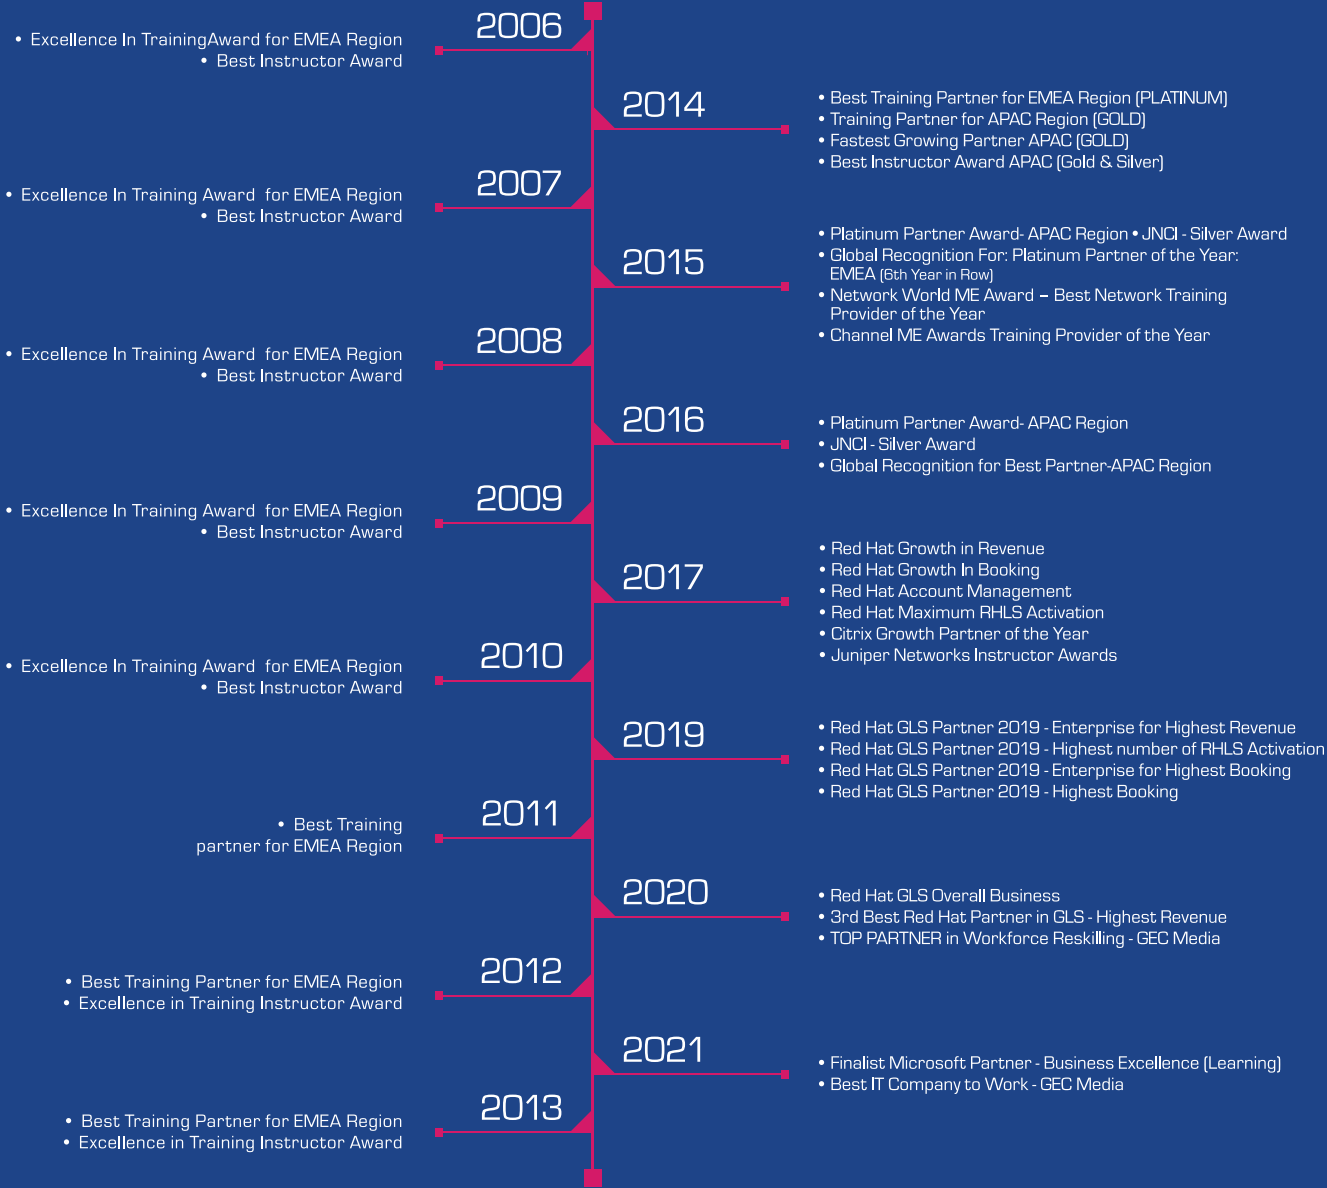 2006
• Excellence In TrainingAward for EMEA Region
• Best Instructor Award
2014
• Best Training Partner for EMEA Region (PLATINUM)
• Training Partner for APAC Region (GOLD)
• Fastest Growing Partner APAC (GOLD)
• Best Instructor Award APAC (Gold & Silver)
2007
• Excellence In Training Award for EMEA Region
• Best Instructor Award
2015
• Platinum Partner Award- APAC Region • JNCI - Silver Award
• Global Recognition For: Platinum Partner of the Year:
EMEA (6th Year in Row)
• Network World ME Award – Best Network Training
Provider of the Year
• Channel ME Awards Training Provider of the Year
2008
• Excellence In Training Award for EMEA Region
• Best Instructor Award
2016
• Platinum Partner Award- APAC Region
• JNCI - Silver Award
• Global Recognition for Best Partner-APAC Region
2009
• Excellence In Training Award for EMEA Region
• Best Instructor Award
2017
• Red Hat Growth in Revenue
• Red Hat Growth In Booking
• Red Hat Account Management
• Red Hat Maximum RHLS Activation
• Citrix Growth Partner of the Year
• Juniper Networks Instructor Awards
2010
• Excellence In Training Award for EMEA Region
• Best Instructor Award
2019
• Red Hat GLS Partner 2019 - Enterprise for Highest Revenue
• Red Hat GLS Partner 2019 - Highest number of RHLS Activation
• Red Hat GLS Partner 2019 - Enterprise for Highest Booking
• Red Hat GLS Partner 2019 - Highest Booking
2011
• Best Training
partner for EMEA Region
2020
• Red Hat GLS Overall Business
• 3rd Best Red Hat Partner in GLS - Highest Revenue
• TOP PARTNER in Workforce Reskilling - GEC Media
2012
• Best Training Partner for EMEA Region
• Excellence in Training Instructor Award
2021
• Finalist Microsoft Partner - Business Excellence (Learning)
• Best IT Company to Work - GEC Media
2013
• Best Training Partner for EMEA Region
• Excellence in Training Instructor Award